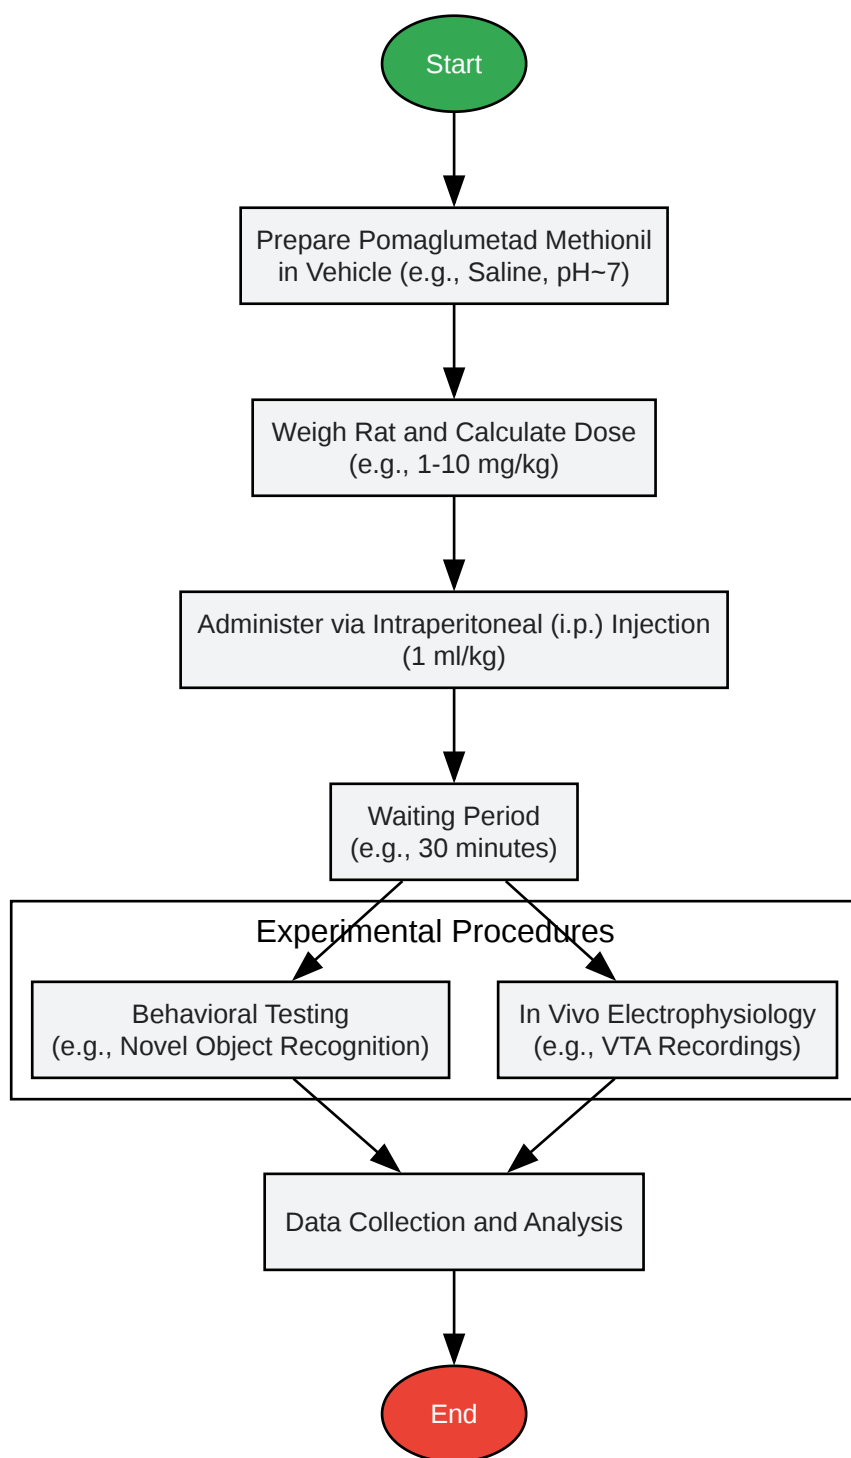 Start
Prepare Pomaglumetad Methionil
in Vehicle (e.g., Saline, pH~7)
Weigh Rat and Calculate Dose
(e.g., 1-10 mg/kg)
Administer via Intraperitoneal (i.p.) Injection
(1 ml/kg)
Waiting Period
(e.g., 30 minutes)
Experimental Procedures
Behavioral Testing
(e.g., Novel Object Recognition)
In Vivo Electrophysiology
(e.g., VTA Recordings)
Data Collection and Analysis
End